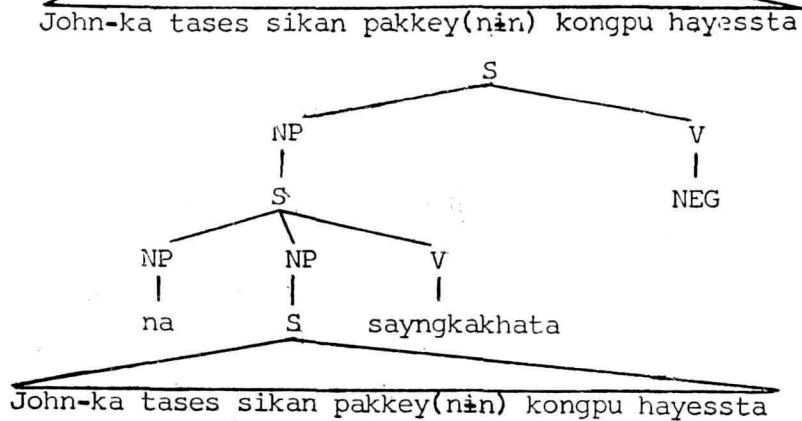 John-ka tases sikan pakkey(nɨn) kongpu hayessta
S
NP V
S NEG
NP NP V
na S sayngkakhata
John-ka tases sikan pakkey(nɨn) kongpu hayessta